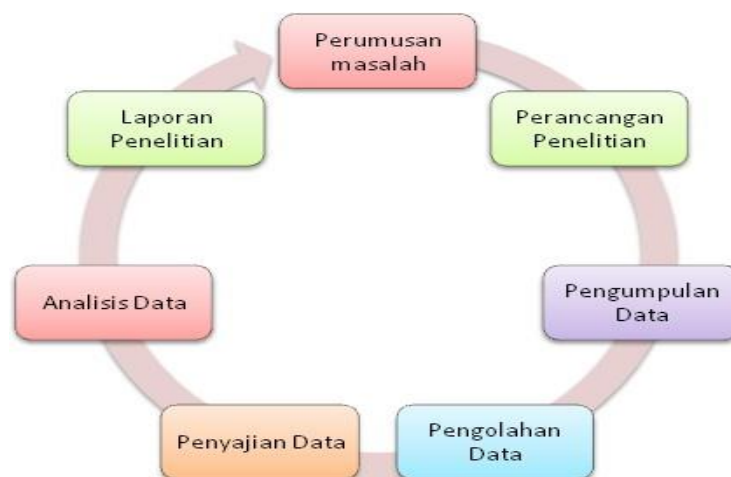 Perumusan
masalah
Perancangan
Penelitian
Pengumpulan
Data
Pengolahan
Data
Penyajian Data
Analisis Data
Laporan
Penelitian